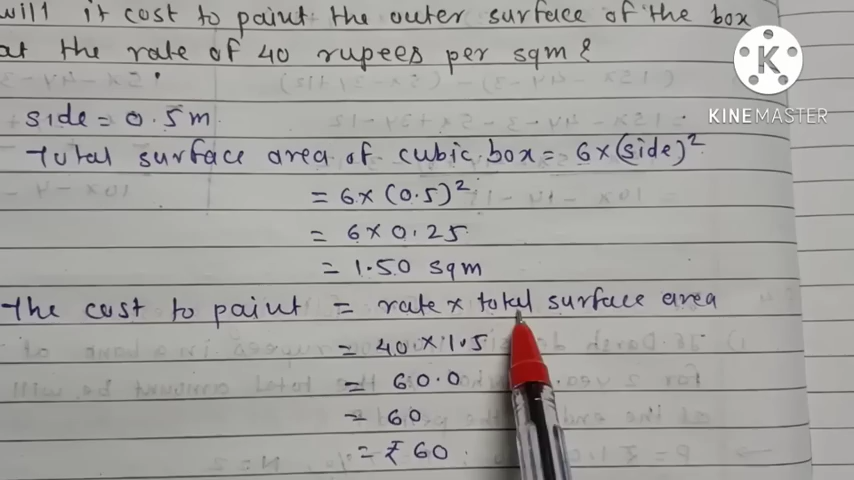 will it cost to paint the outer surface of the box
at the rate of 40 rupees per sqm?
side = 0.5m
Total surface area of cubic box = 6×(side)²
= 6×(0.5)²
= 6×0.25
= 1.50 sqm
The cost to paint = rate × total surface area
= 40×1.5
= 60.0
= 60
= ₹60
K
KINEMASTER